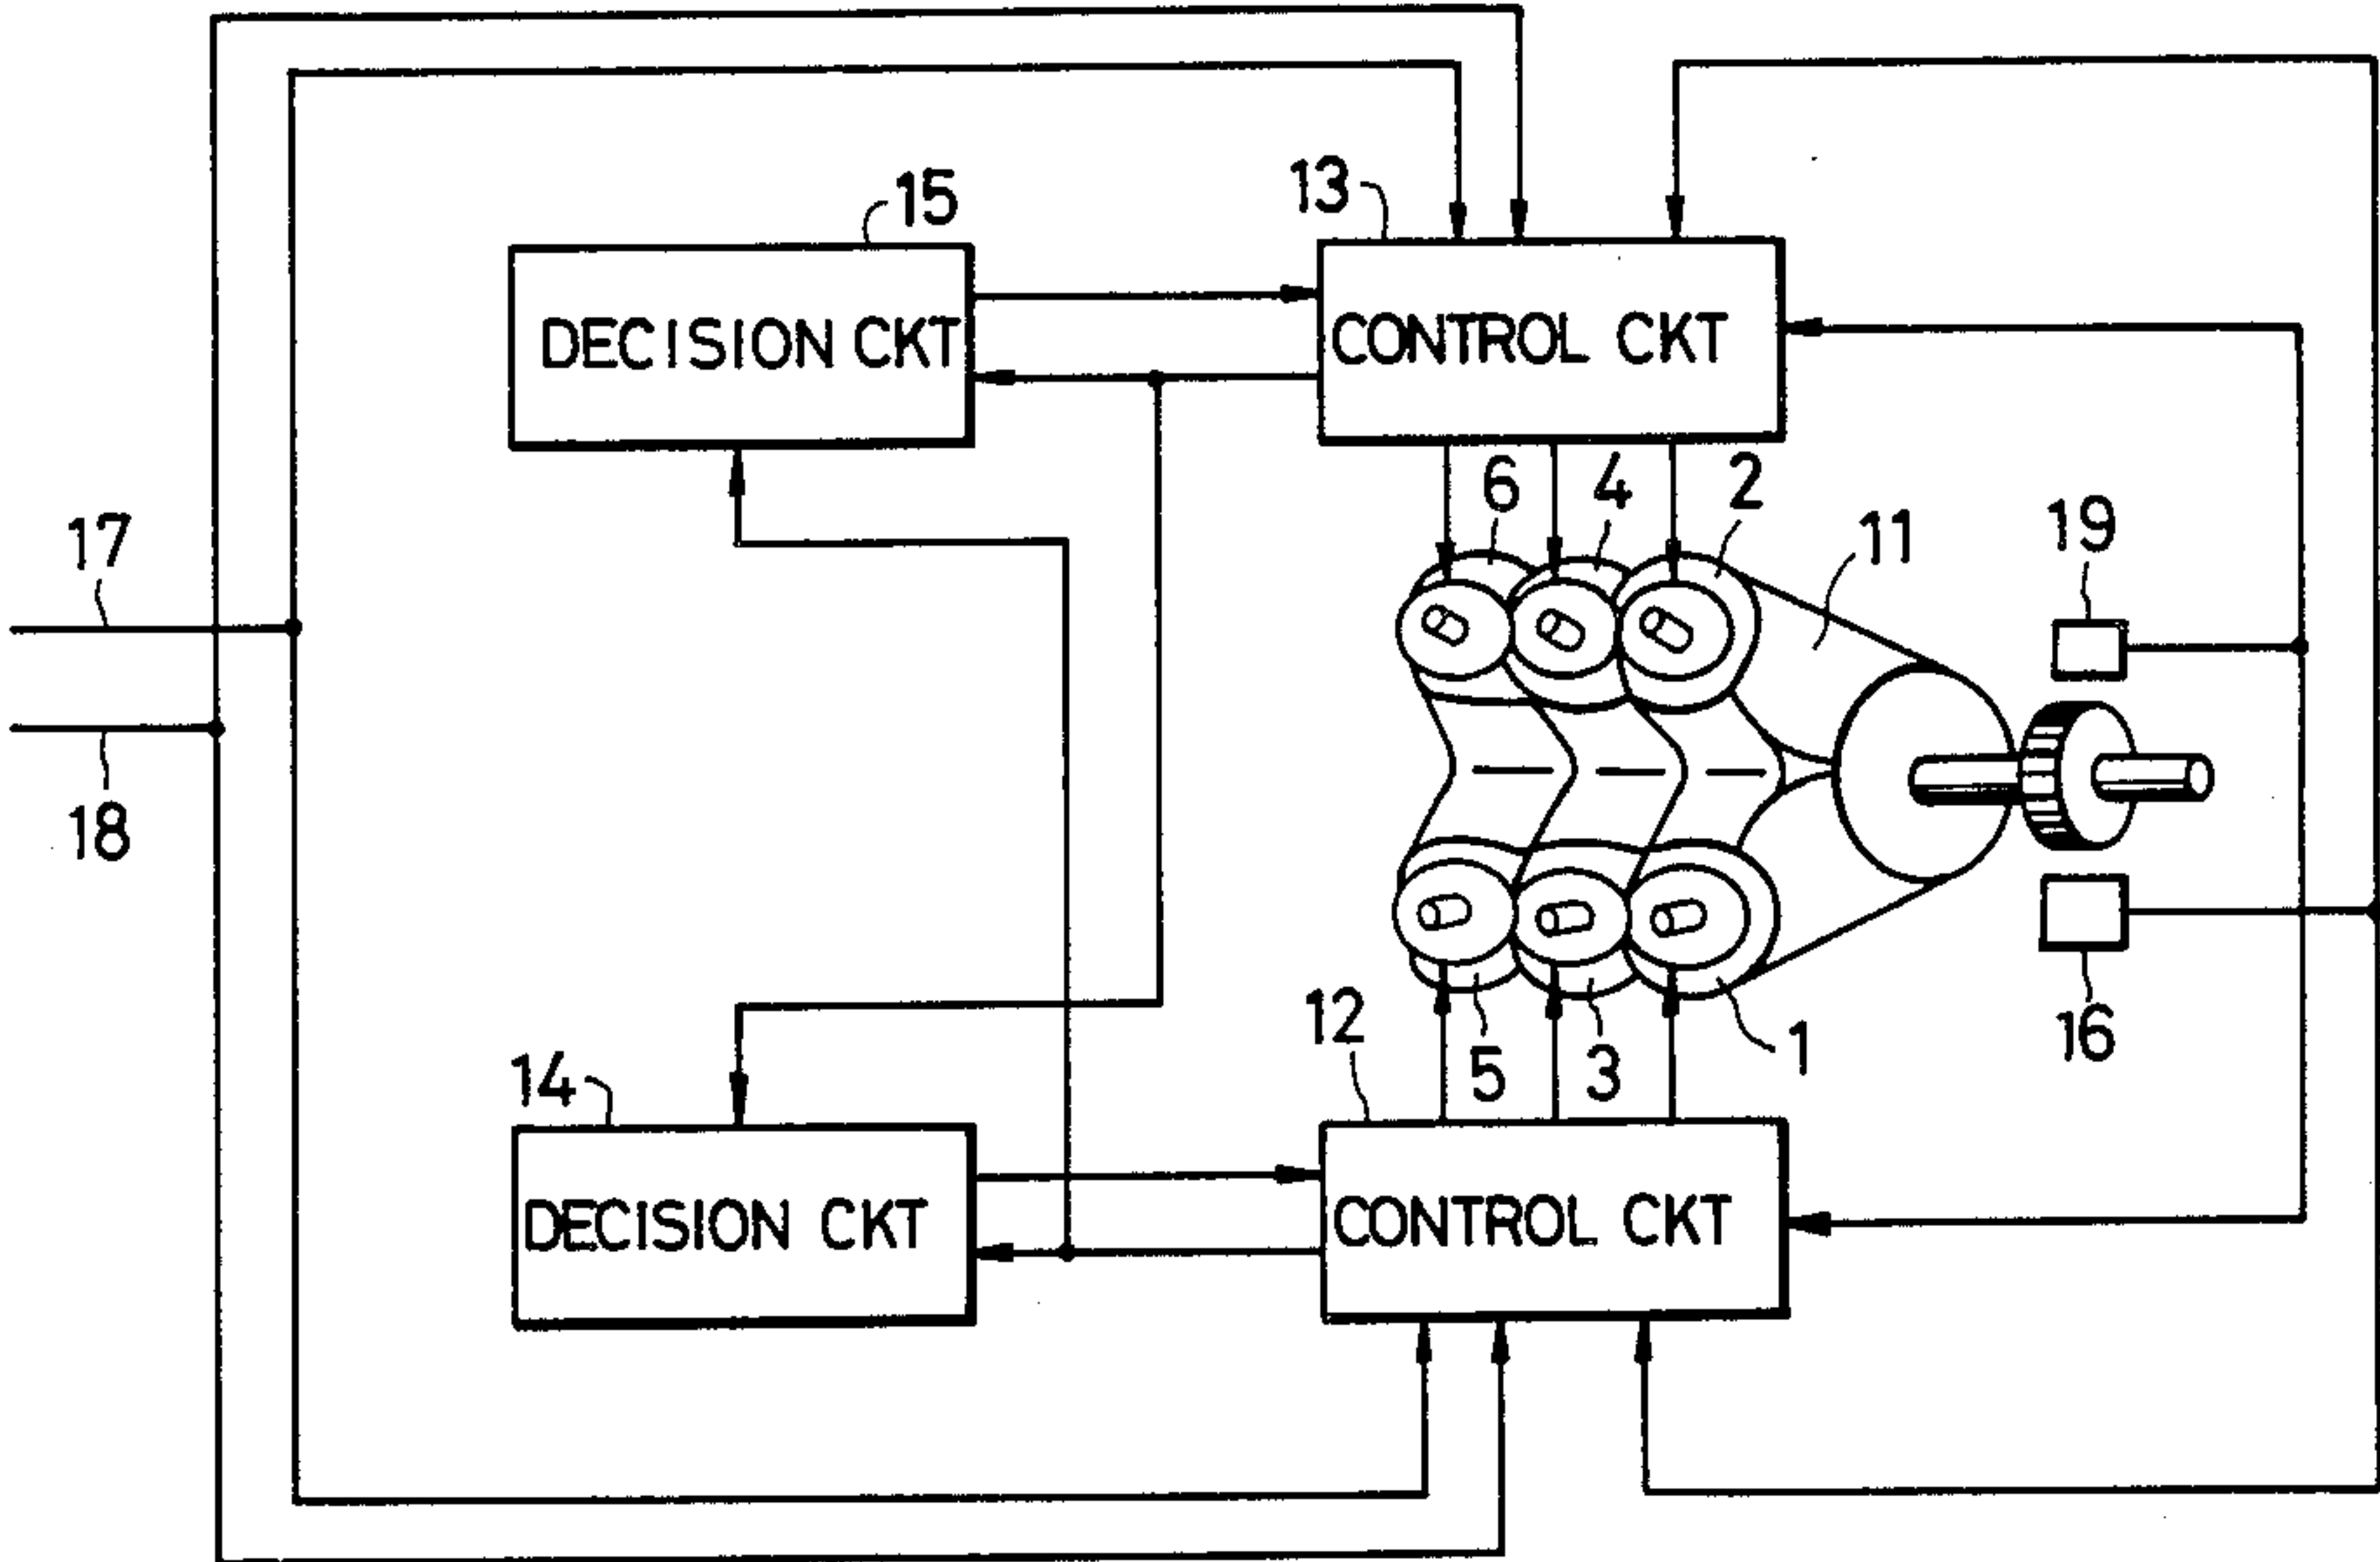 15
13
DECISION CKT
CONTROL CKT
6 4 2
11
19
17
18
12
5 3 1
16
14
DECISION CKT
CONTROL CKT